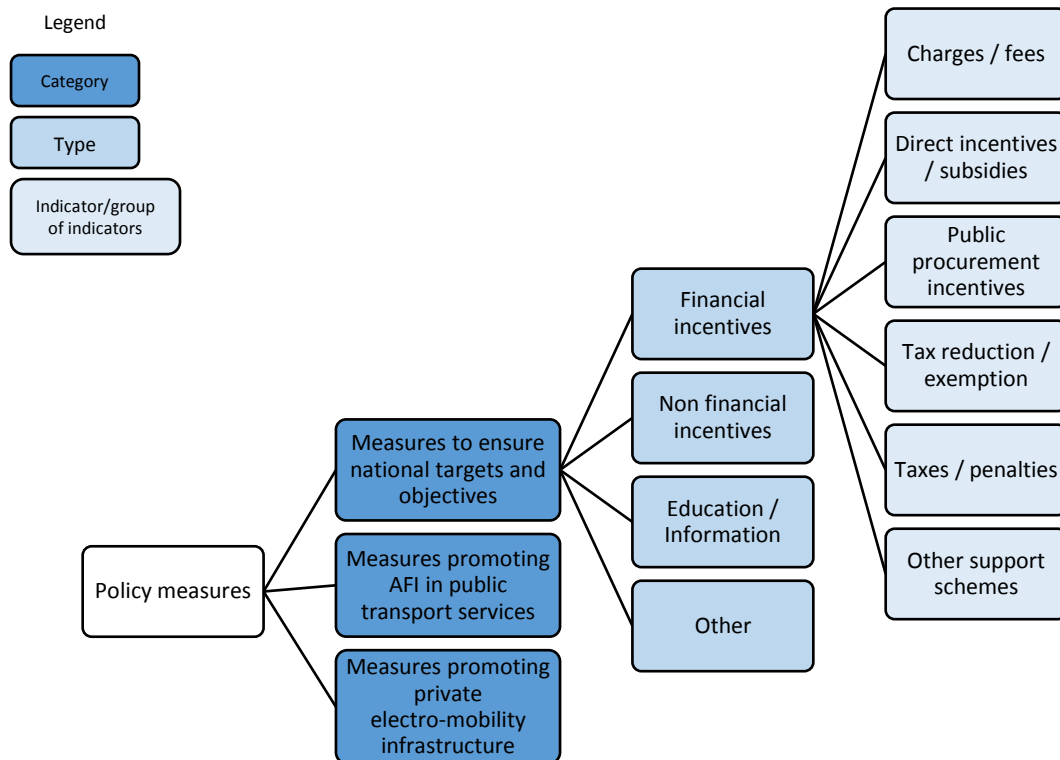 Legend
Category
Type
Indicator/group
of indicators
Policy measures
Measures to ensure
national targets and
objectives
Measures promoting
AFI in public
transport services
Measures promoting
private
electro-mobility
infrastructure
Financial
incentives
Non financial
incentives
Education /
Information
Other
Charges / fees
Direct incentives
/ subsidies
Public
procurement
incentives
Tax reduction /
exemption
Taxes / penalties
Other support
schemes